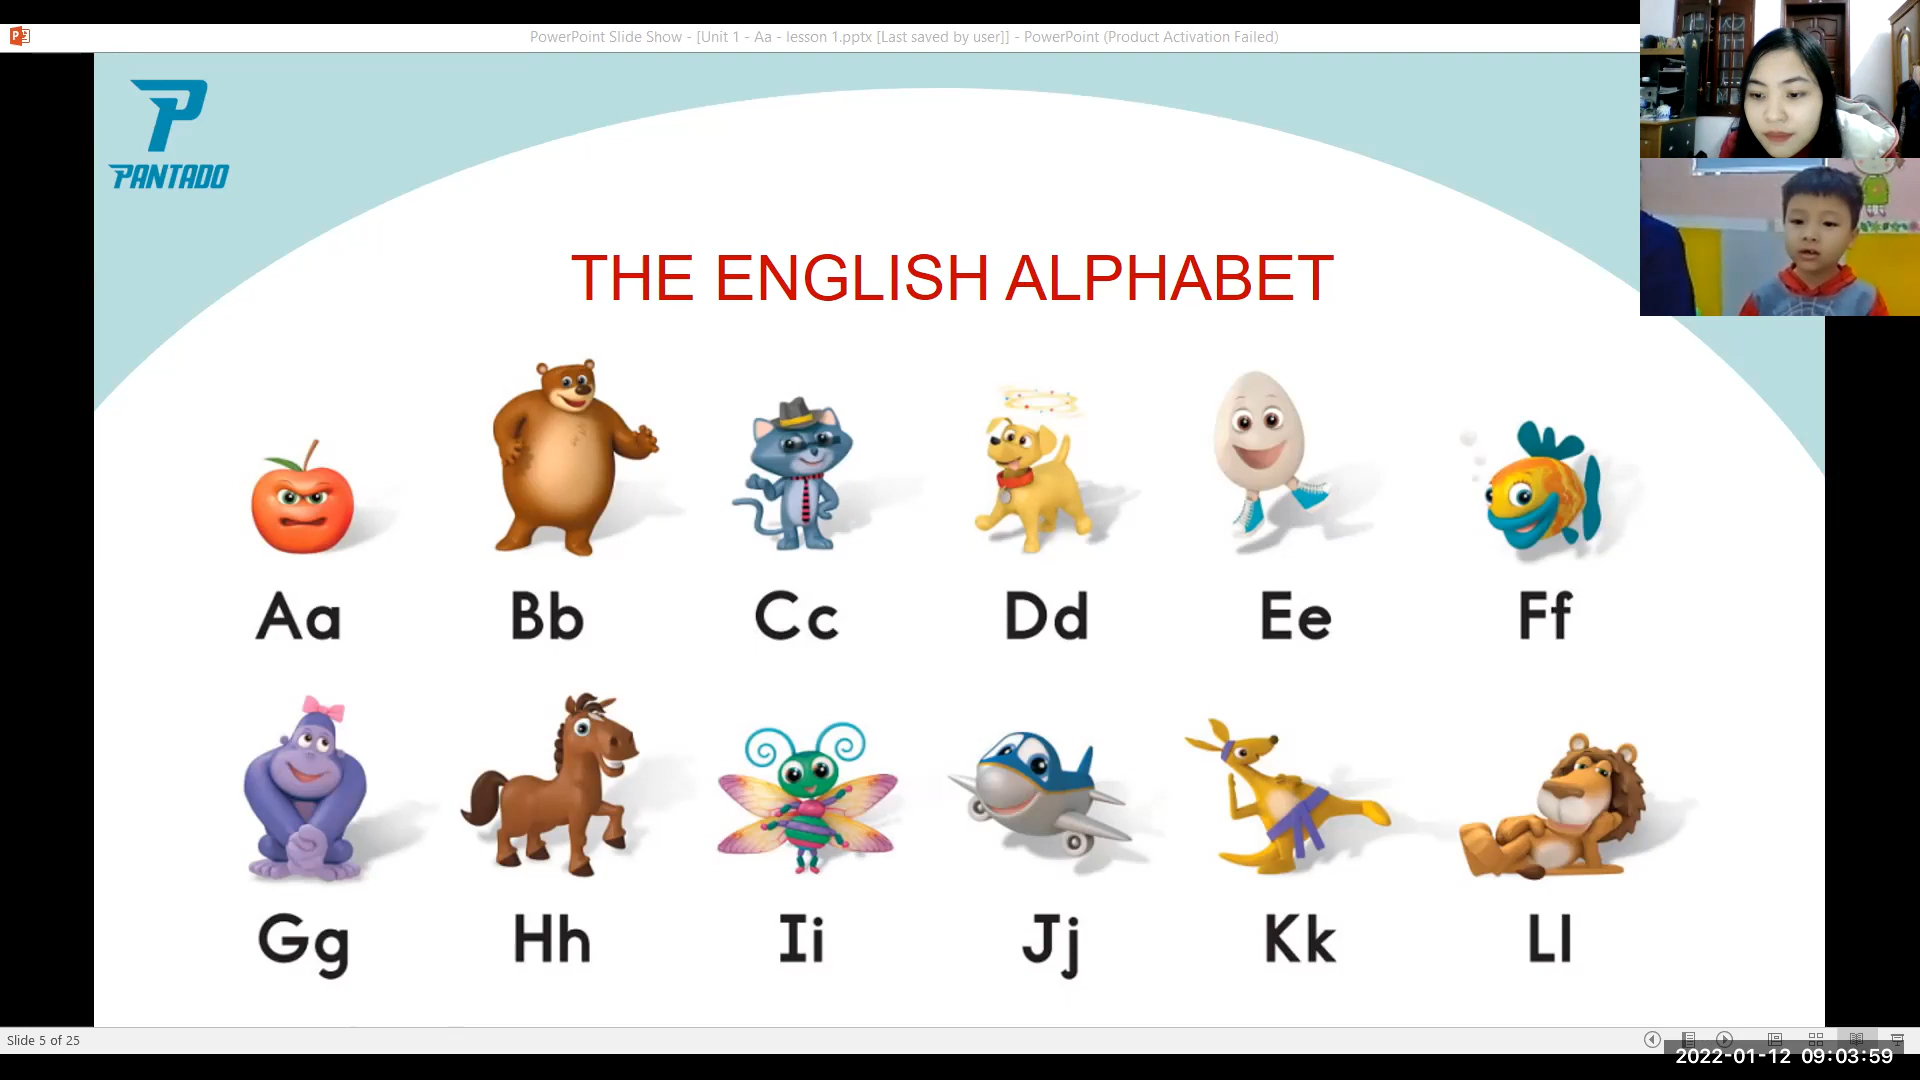 PowerPoint Slide Show - [Unit 1 - Aa - lesson 1.pptx [Last saved by user]] - PowerPoint (Product Activation Failed)
PANTADO
THE ENGLISH ALPHABET
Aa Bb Cc Dd Ee Ff
Gg Hh Ii Jj Kk Ll
Slide 5 of 25
2022-01-12 09:03:59